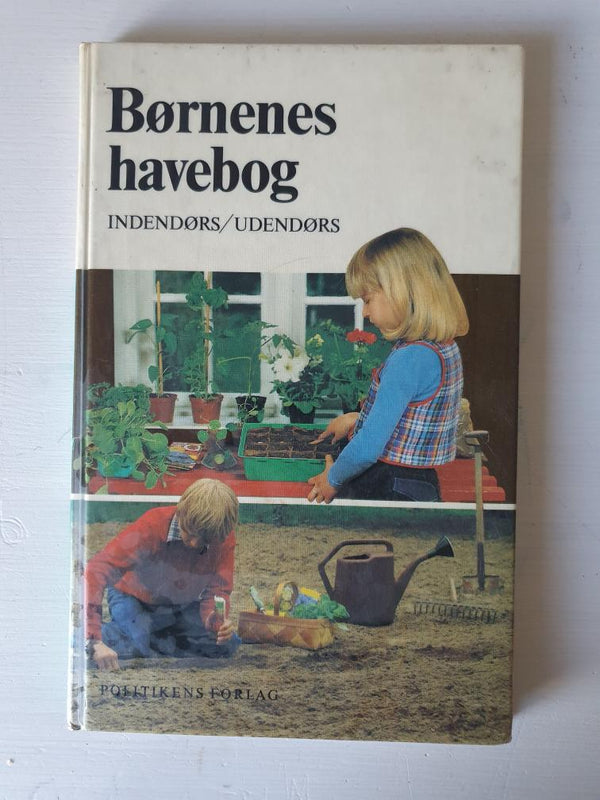 Børnenes
havebog
INDENDØRS/UDENDØRS
POLITIKENS FORLAG